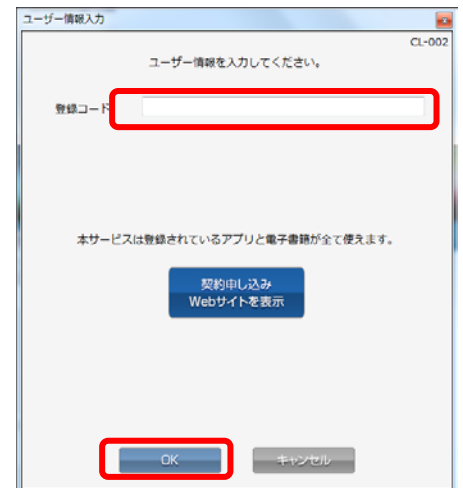 ユーザー情報入力
CL-002
ユーザー情報を入力してください。
登録コード
本サービスは登録されているアプリと電子書籍が全て使えます。
契約申し込み
Webサイトを表示
OK
キャンセル